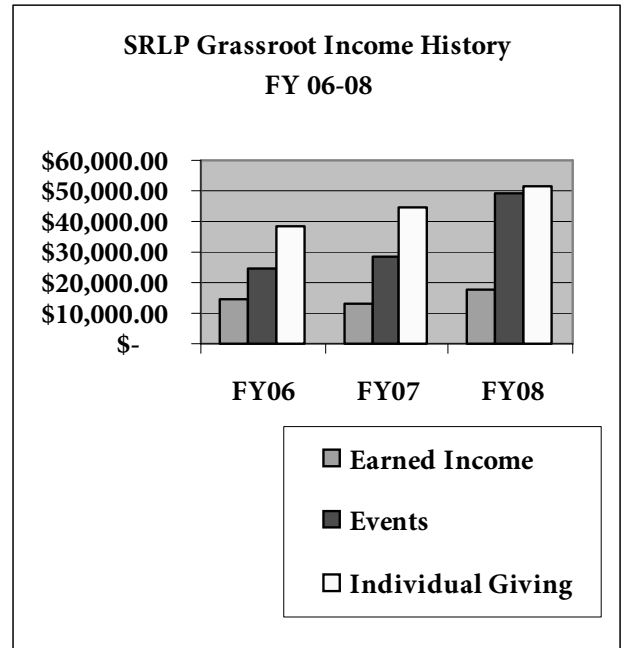 SRLP Grassroot Income History
FY 06-08
$60,000.00
$50,000.00
$40,000.00
$30,000.00
$20,000.00
$10,000.00
$-
FY06 FY07 FY08
Earned Income
Events
Individual Giving